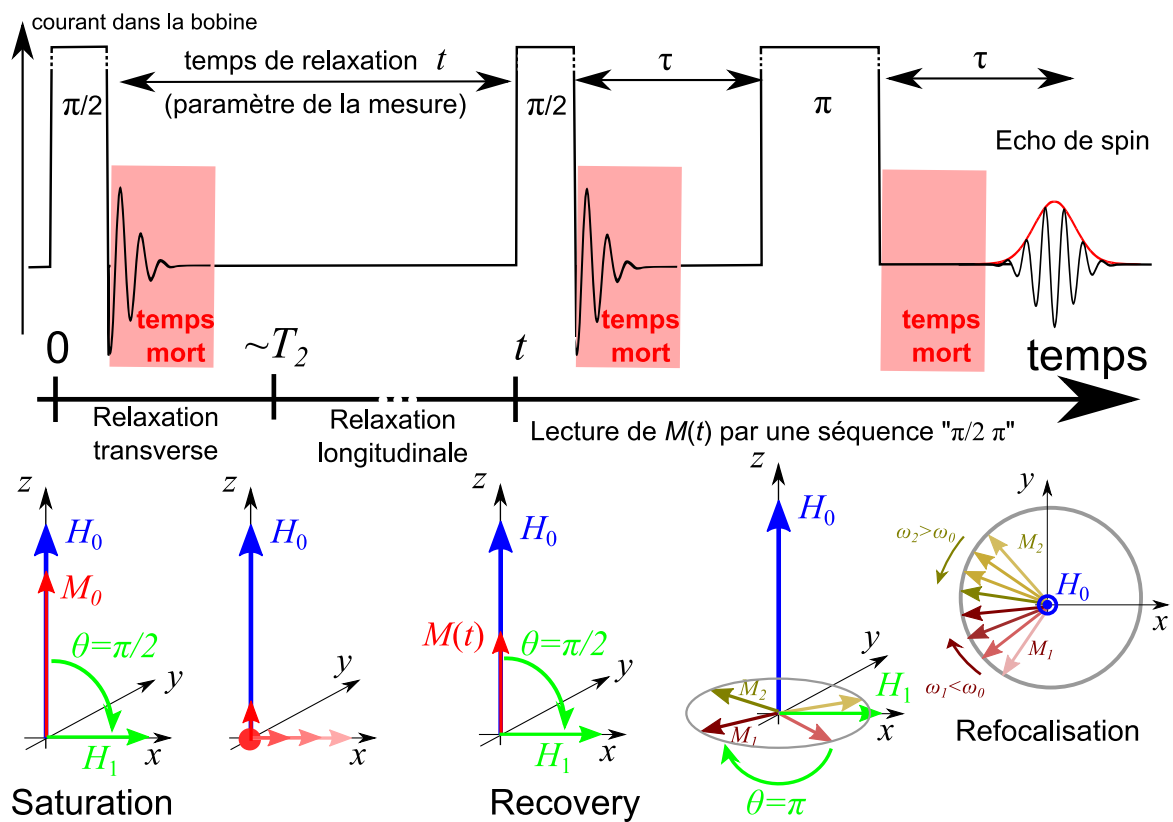 courant dans la bobine
temps de relaxation t
(paramètre de la mesure)
τ
τ
π/2
π/2
π
Echo de spin
temps
mort
temps
mort
temps
mort
0
~T₂
t
temps
Relaxation
transverse
Relaxation
longitudinale
Lecture de M(t) par une séquence "π/2 π"
z
H₀
M₀
θ=π/2
y
H₁
x
Saturation
z
H₀
y
x
z
H₀
M(t)
θ=π/2
y
H₁
x
Recovery
z
H₀
y
M₂
H₁
M₁
x
θ=π
y
ω₂>ω₀
M₂
H₀
x
M₁
ω₁<ω₀
Refocalisation